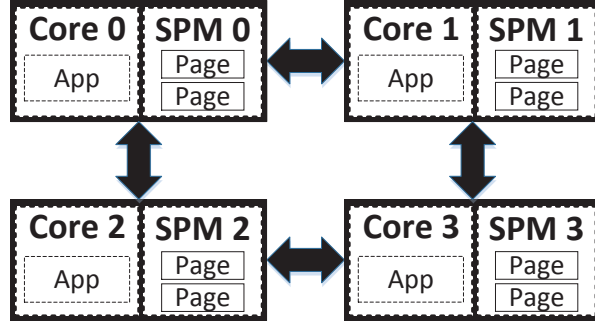 Core 0 SPM 0 Core 1 SPM 1
App Page App Page
Page Page
Core 2 SPM 2 Core 3 SPM 3
App Page App Page
Page Page